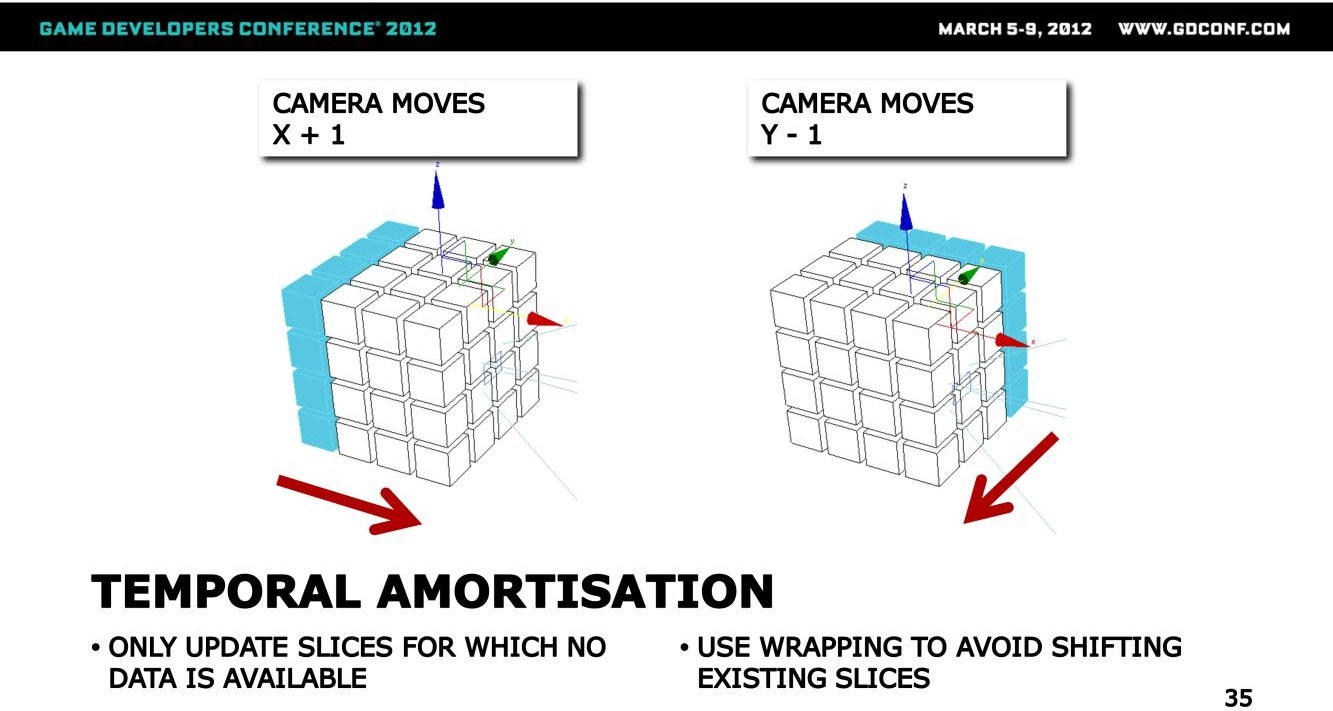 GAME DEVELOPERS CONFERENCE® 2012
MARCH 5-9, 2012 WWW.GDCONF.COM
CAMERA MOVES
X + 1
CAMERA MOVES
Y - 1
z
y
x
z
y
x
TEMPORAL AMORTISATION
• ONLY UPDATE SLICES FOR WHICH NO
DATA IS AVAILABLE
• USE WRAPPING TO AVOID SHIFTING
EXISTING SLICES
35